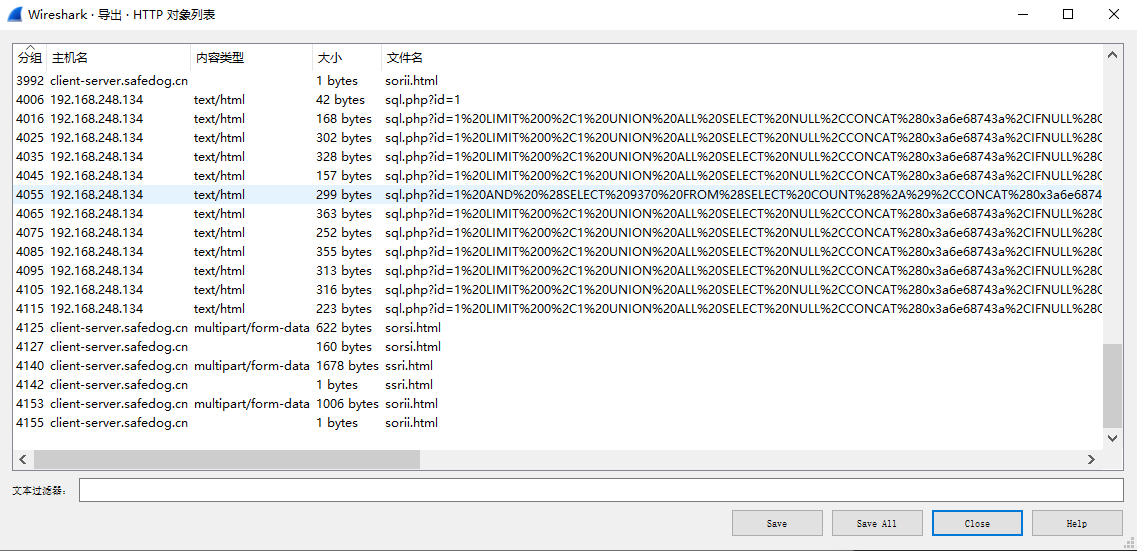 Wireshark · 导出 · HTTP 对象列表
分组 主机名 内容类型 大小 文件名
3992 client-server.safedog.cn 1 bytes sorii.html
4006 192.168.248.134 text/html 42 bytes sql.php?id=1
4016 192.168.248.134 text/html 168 bytes sql.php?id=1%20LIMIT%200%2C1%20UNION%20ALL%20SELECT%20NULL%2CCONCAT%280x3a6e68743a%2CIFNULL%28C
4025 192.168.248.134 text/html 302 bytes sql.php?id=1%20LIMIT%200%2C1%20UNION%20ALL%20SELECT%20NULL%2CCONCAT%280x3a6e68743a%2CIFNULL%28C
4035 192.168.248.134 text/html 328 bytes sql.php?id=1%20LIMIT%200%2C1%20UNION%20ALL%20SELECT%20NULL%2CCONCAT%280x3a6e68743a%2CIFNULL%28C
4045 192.168.248.134 text/html 157 bytes sql.php?id=1%20LIMIT%200%2C1%20UNION%20ALL%20SELECT%20NULL%2CCONCAT%280x3a6e68743a%2CIFNULL%28C
4055 192.168.248.134 text/html 299 bytes sql.php?id=1%20AND%20%28SELECT%209370%20FROM%28SELECT%20COUNT%28%2A%29%2CCONCAT%280x3a6e6874
4065 192.168.248.134 text/html 363 bytes sql.php?id=1%20LIMIT%200%2C1%20UNION%20ALL%20SELECT%20NULL%2CCONCAT%280x3a6e68743a%2CIFNULL%28C
4075 192.168.248.134 text/html 252 bytes sql.php?id=1%20LIMIT%200%2C1%20UNION%20ALL%20SELECT%20NULL%2CCONCAT%280x3a6e68743a%2CIFNULL%28C
4085 192.168.248.134 text/html 355 bytes sql.php?id=1%20LIMIT%200%2C1%20UNION%20ALL%20SELECT%20NULL%2CCONCAT%280x3a6e68743a%2CIFNULL%28C
4095 192.168.248.134 text/html 313 bytes sql.php?id=1%20LIMIT%200%2C1%20UNION%20ALL%20SELECT%20NULL%2CCONCAT%280x3a6e68743a%2CIFNULL%28C
4105 192.168.248.134 text/html 316 bytes sql.php?id=1%20LIMIT%200%2C1%20UNION%20ALL%20SELECT%20NULL%2CCONCAT%280x3a6e68743a%2CIFNULL%28C
4115 192.168.248.134 text/html 223 bytes sql.php?id=1%20LIMIT%200%2C1%20UNION%20ALL%20SELECT%20NULL%2CCONCAT%280x3a6e68743a%2CIFNULL%28C
4125 client-server.safedog.cn multipart/form-data 622 bytes sorsi.html
4127 client-server.safedog.cn 160 bytes sorsi.html
4140 client-server.safedog.cn multipart/form-data 1678 bytes ssri.html
4142 client-server.safedog.cn 1 bytes ssri.html
4153 client-server.safedog.cn multipart/form-data 1006 bytes sorii.html
4155 client-server.safedog.cn 1 bytes sorii.html
文本过滤器:
Save Save All Close Help